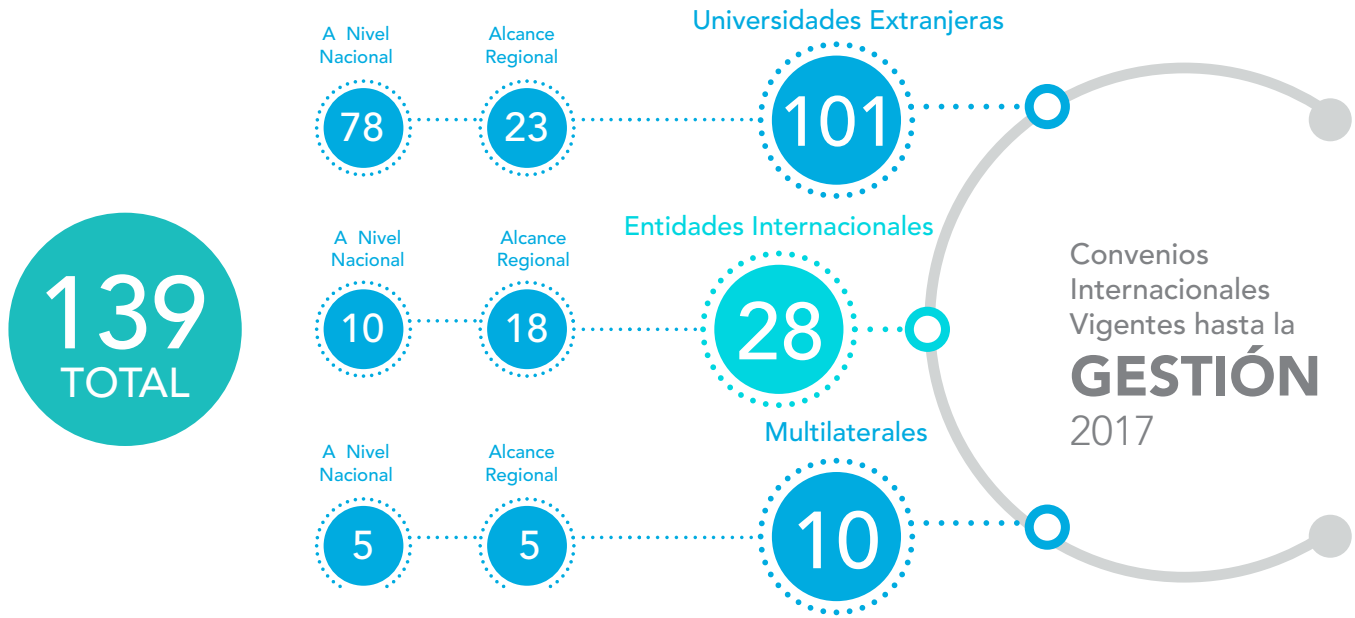 Universidades Extranjeras
A Nivel
Nacional
Alcance
Regional
78
23
101
Entidades Internacionales
A Nivel
Nacional
Alcance
Regional
10
18
28
Multilaterales
A Nivel
Nacional
Alcance
Regional
5
5
10
139
TOTAL
Convenios
Internacionales
Vigentes hasta la
GESTIÓN
2017